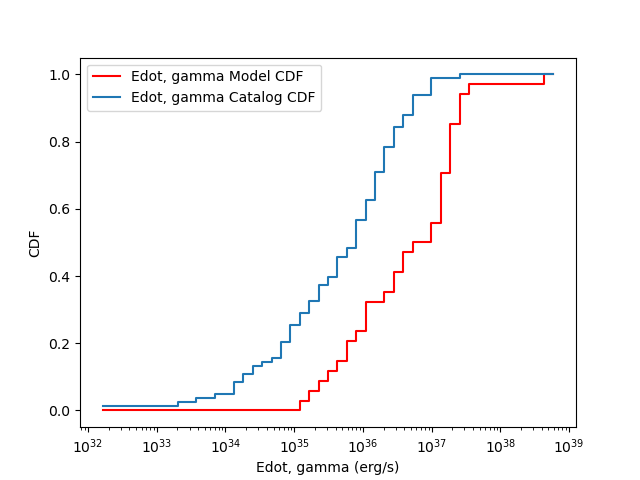 Edot, gamma Model CDF
Edot, gamma Catalog CDF
1.0
0.8
0.6
0.4
0.2
0.0
CDF
10^32 10^33 10^34 10^35 10^36 10^37 10^38 10^39
Edot, gamma (erg/s)